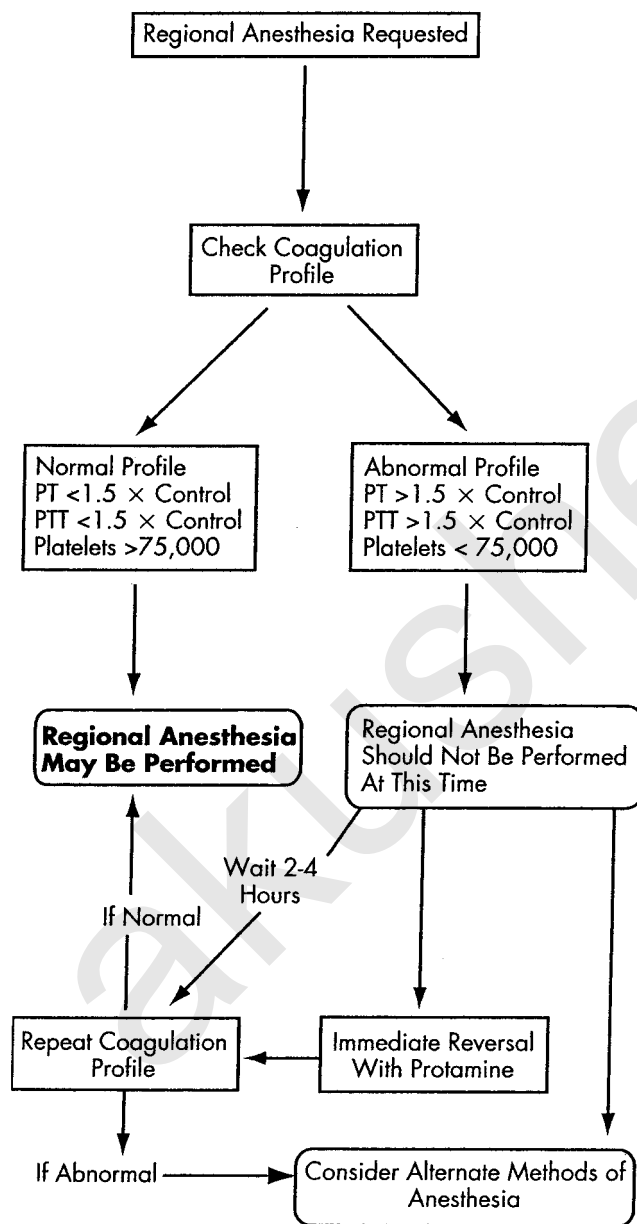 Regional Anesthesia Requested
Check Coagulation
Profile
Normal Profile
PT <1.5 × Control
PTT <1.5 × Control
Platelets >75,000
Abnormal Profile
PT >1.5 × Control
PTT >1.5 × Control
Platelets < 75,000
Regional Anesthesia
May Be Performed
Regional Anesthesia
Should Not Be Performed
At This Time
Wait 2-4
Hours
If Normal
Repeat Coagulation
Profile
Immediate Reversal
With Protamine
If Abnormal
Consider Alternate Methods of
Anesthesia
akushe